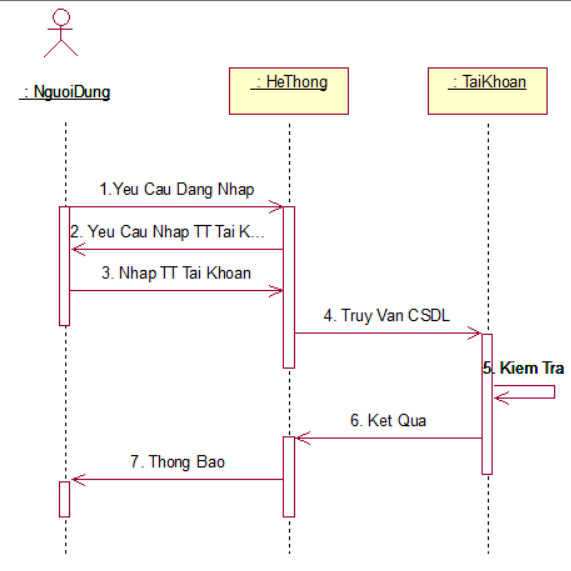 : NguoiDung
: HeThong
: TaiKhoan
1.Yeu Cau Dang Nhap
2. Yeu Cau Nhap TT Tai K...
3. Nhap TT Tai Khoan
4. Truy Van CSDL
5. Kiem Tra
6. Ket Qua
7. Thong Bao